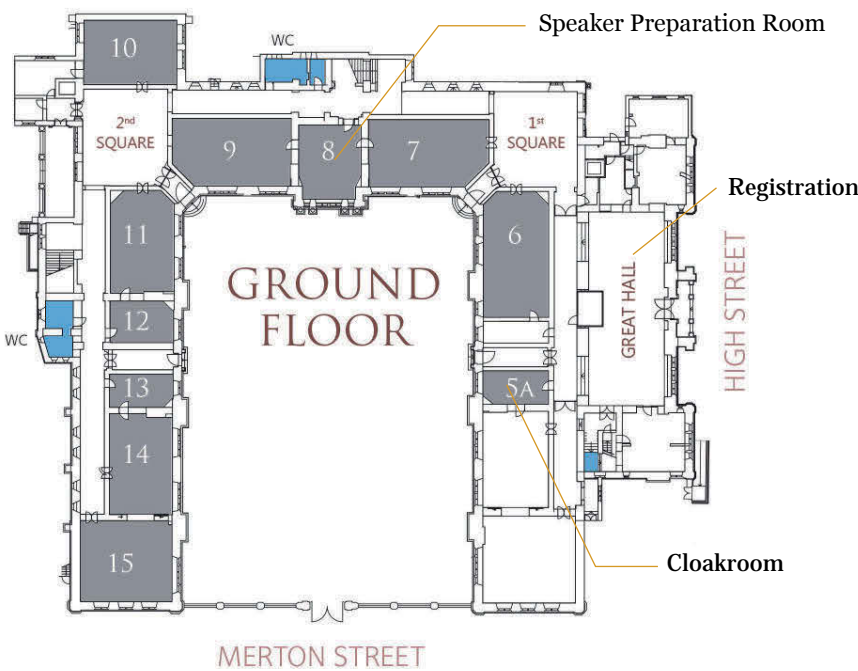 Speaker Preparation Room
WC
10
2nd
SQUARE
1st
SQUARE
9
8
7
Registration
11
6
GROUND
FLOOR
GREAT HALL
HIGH STREET
12
WC
13
5A
14
15
Cloakroom
MERTON STREET